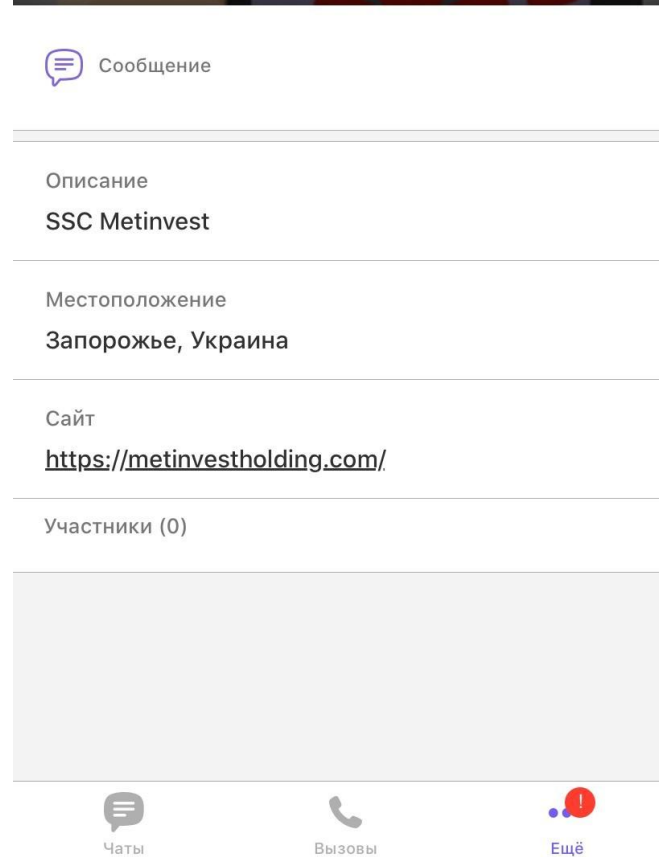 Сообщение
Описание
SSC Metinvest
Местоположение
Запорожье, Украина
Сайт
https://metinvestholding.com/
Участники (0)
Чаты
Вызовы
!
Ещё